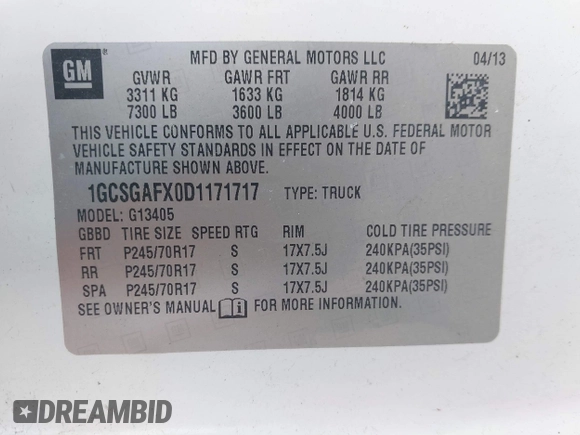 GM
MFD BY GENERAL MOTORS LLC 04/13
GVWR GAWR FRT GAWR RR
3311 KG 1633 KG 1814 KG
7300 LB 3600 LB 4000 LB
THIS VEHICLE CONFORMS TO ALL APPLICABLE U.S. FEDERAL MOTOR
VEHICLE SAFETY STANDARDS IN EFFECT ON THE DATE OF
MANUFACTURE SHOWN ABOVE.
1GCSGAFX0D1171717 TYPE: TRUCK
MODEL: G13405
GBBD TIRE SIZE SPEED RTG RIM COLD TIRE PRESSURE
FRT P245/70R17 S 17X7.5J 240KPA(35PSI)
RR P245/70R17 S 17X7.5J 240KPA(35PSI)
SPA P245/70R17 S 17X7.5J 240KPA(35PSI)
SEE OWNER'S MANUAL FOR MORE INFORMATION.
DREAMBID